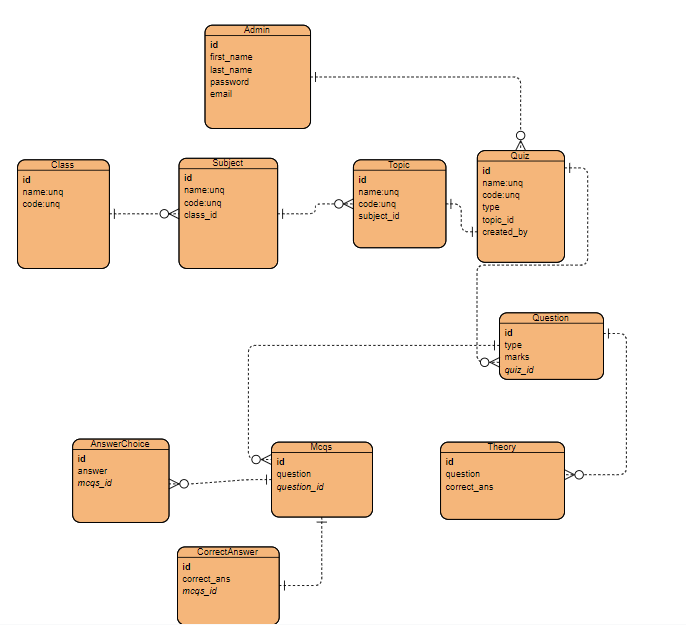 Admin
id
first_name
last_name
password
email
Class
id
name:unq
code:unq
Subject
id
name:unq
code:unq
class_id
Topic
id
name:unq
code:unq
subject_id
Quiz
id
name:unq
code:unq
type
topic_id
created_by
Question
id
type
marks
quiz_id
AnswerChoice
id
answer
mcqs_id
Mcqs
id
question
question_id
Theory
id
question
correct_ans
CorrectAnswer
id
correct_ans
mcqs_id